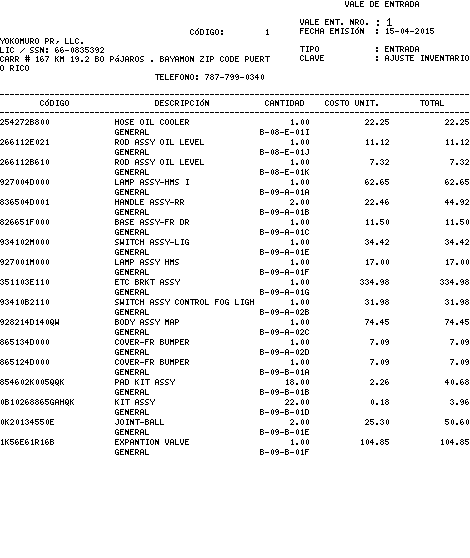 VALE DE ENTRADA
VALE ENT. NRO. : 1
CÓDIGO: 1 FECHA EMISIÓN : 15-04-2015
YOKOMURO PR, LLC.
LIC / SSN: 66-0835392 TIPO : ENTRADA
CARR # 167 KM 19.2 BO PáJAROS . BAYAMON ZIP CODE PUERT CLAVE : AJUSTE INVENTARIO
O RICO
TELEFONO: 787-799-0340
CÓDIGO DESCRIPCIÓN CANTIDAD COSTO UNIT. TOTAL
254272B800 HOSE OIL COOLER 1.00 22.25 22.25
GENERAL B-08-E-01I
266112E021 ROD ASSY OIL LEVEL 1.00 11.12 11.12
GENERAL B-08-E-01J
266112B610 ROD ASSY OIL LEVEL 1.00 7.32 7.32
GENERAL B-08-E-01K
927004D000 LAMP ASSY-HMS I 1.00 62.65 62.65
GENERAL B-09-A-01A
836504D001 HANDLE ASSY-RR 2.00 22.46 44.92
GENERAL B-09-A-01B
826651F000 BASE ASSY-FR DR 1.00 11.50 11.50
GENERAL B-09-A-01C
934102M000 SWITCH ASSY-LIG 1.00 34.42 34.42
GENERAL B-09-A-01E
927001M000 LAMP ASSY HMS 1.00 17.00 17.00
GENERAL B-09-A-01F
351103E110 ETC BRKT ASSY 1.00 334.98 334.98
GENERAL B-09-A-01G
93410B2110 SWITCH ASSY CONTROL FOG LIGH 1.00 31.98 31.98
GENERAL B-09-A-02B
928214D140QW BODY ASSY MAP 1.00 74.45 74.45
GENERAL B-09-A-02C
865134D000 COVER-FR BUMPER 1.00 7.09 7.09
GENERAL B-09-A-02D
865124D000 COVER-FR BUMPER 1.00 7.09 7.09
GENERAL B-09-B-01A
854602K005QQK PAD KIT ASSY 18.00 2.26 40.68
GENERAL B-09-B-01B
0B10268865GAHQK KIT ASSY 22.00 0.18 3.96
GENERAL B-09-B-01D
0K20134550E JOINT-BALL 2.00 25.30 50.60
GENERAL B-09-B-01E
1K56E61R16B EXPANTION VALVE 1.00 104.85 104.85
GENERAL B-09-B-01F